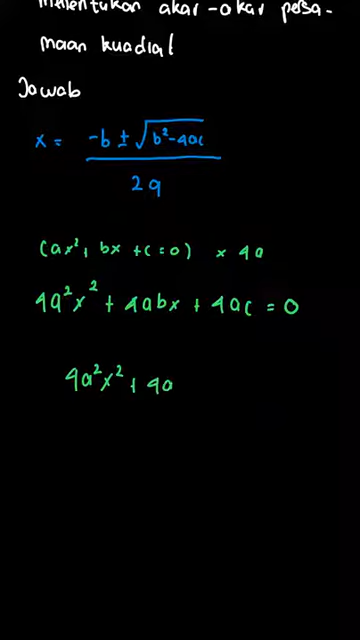 menentukan akar-akar persa-
maan kuadrat
Jawab
x = -b ± √b²-4ac / 2a
(ax² + bx + c = 0) × 4a
4a²x² + 4abx + 4ac = 0
4a²x² + 4a